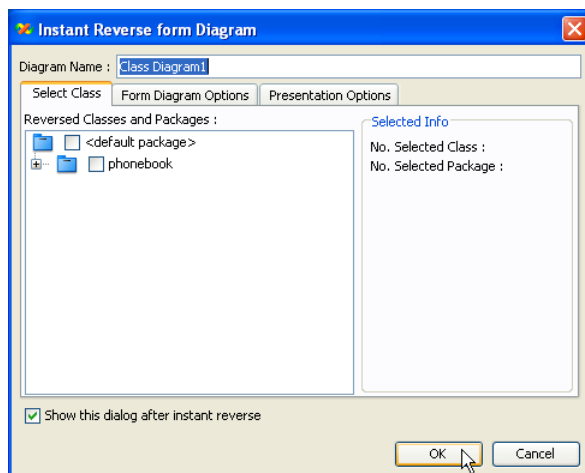 Instant Reverse form Diagram
Diagram Name : Class Diagram1
Select Class Form Diagram Options Presentation Options
Reversed Classes and Packages :
<default package>
phonebook
Selected Info
No. Selected Class :
No. Selected Package :
Show this dialog after instant reverse
OK Cancel